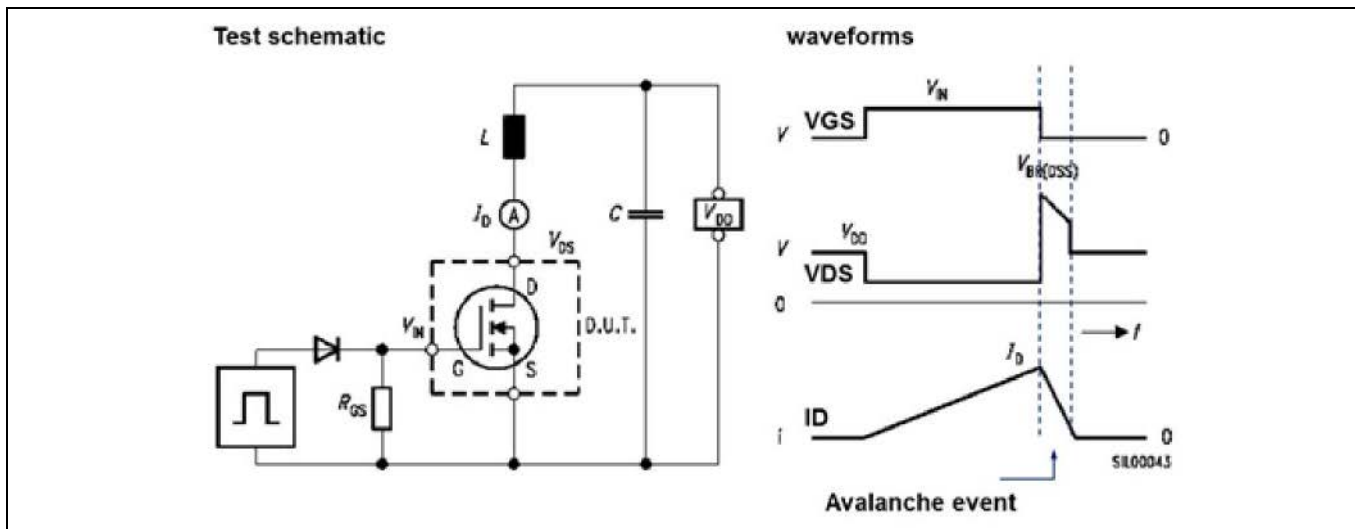 Test schematic
L
I_D A
C
V_DD
V_DS
D
V_IN
D.U.T.
G
S
R_GS
waveforms
V_IN
V VGS 0
V_BR(DSS)
V_DD
V VDS
0
t
I_D
i ID 0
SIL00043
Avalanche event